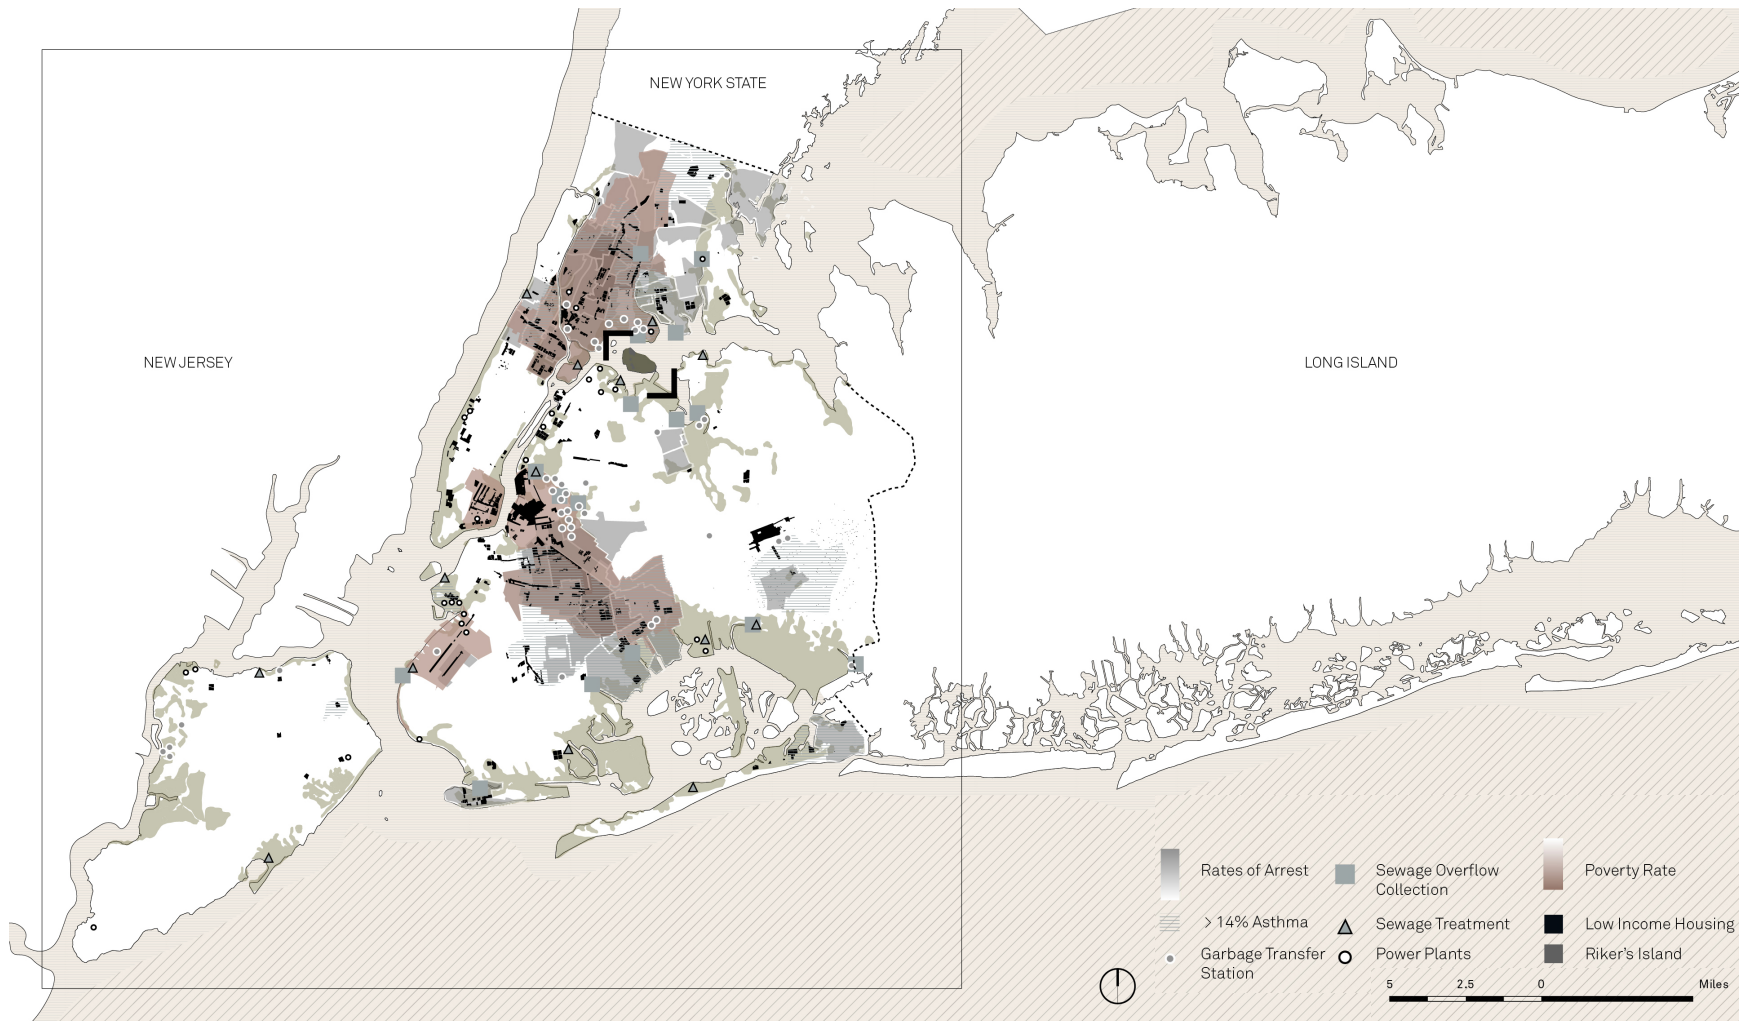 NEW YORK STATE
NEW JERSEY
LONG ISLAND
Rates of Arrest
Sewage Overflow
Collection
Poverty Rate
> 14% Asthma
Sewage Treatment
Low Income Housing
Garbage Transfer
Station
Power Plants
Riker's Island
5 2.5 0 Miles